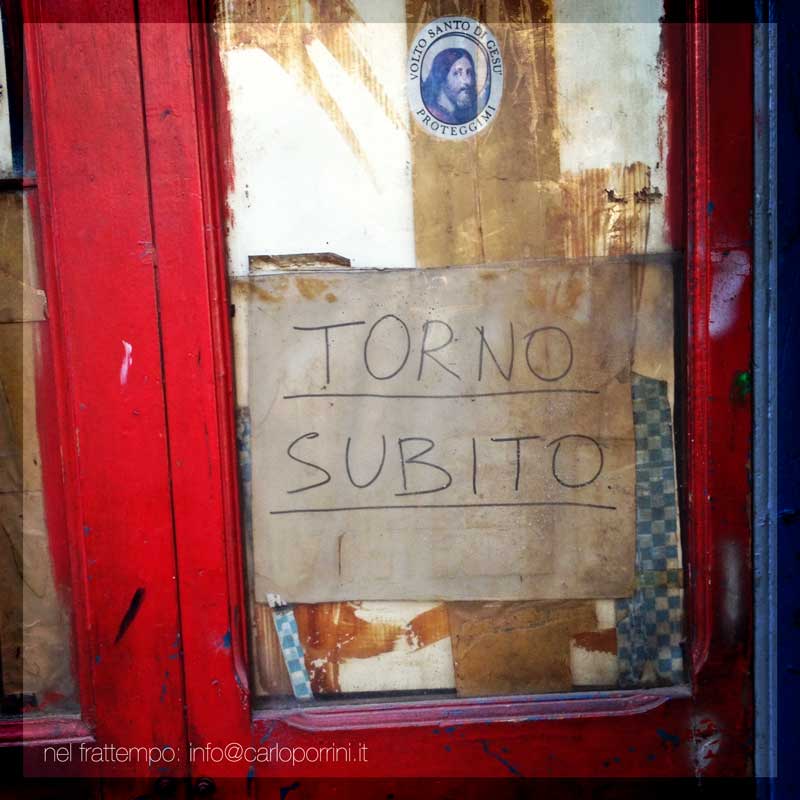 VOLTO SANTO DI GESU'
PROTEGGIMI
TORNO
SUBITO
nel frattempo: info@carloporrini.it